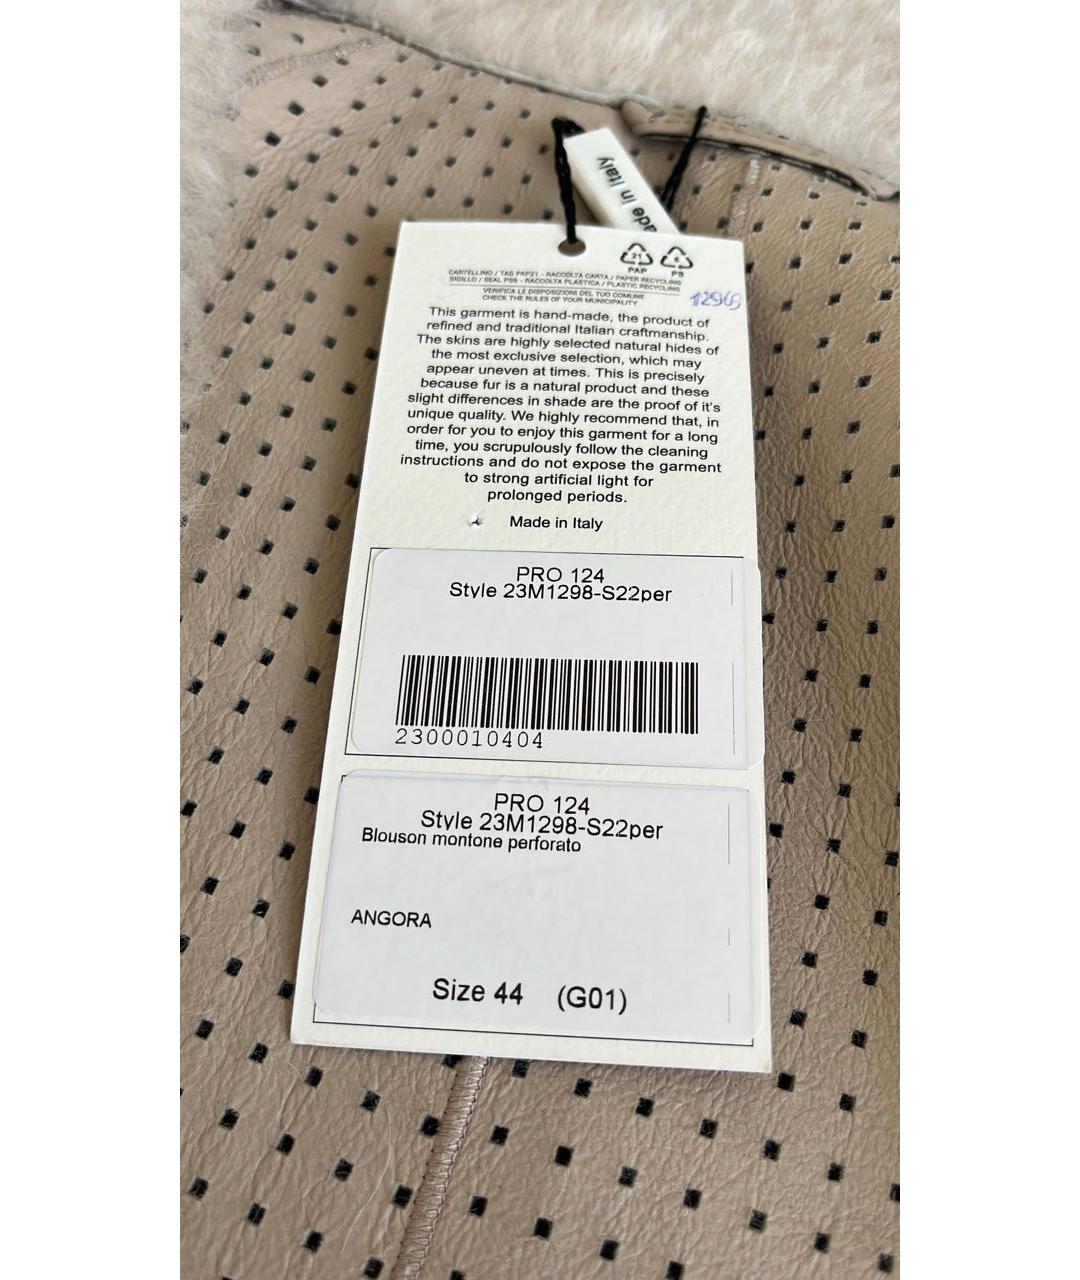 ade in Italy
21
PAP
6
PS
CARTELLINO / TAG PAP21 - RACCOLTA CARTA / PAPER RECYCLING
SIGILLO / SEAL PS6 - RACCOLTA PLASTICA / PLASTIC RECYCLING
VERIFICA LE DISPOSIZIONI DEL TUO COMUNE
CHECK THE RULES OF YOUR MUNICIPALITY
This garment is hand-made, the product of
refined and traditional Italian craftmanship.
The skins are highly selected natural hides of
the most exclusive selection, which may
appear uneven at times. This is precisely
because fur is a natural product and these
slight differences in shade are the proof of it's
unique quality. We highly recommend that, in
order for you to enjoy this garment for a long
time, you scrupulously follow the cleaning
instructions and do not expose the garment
to strong artificial light for
prolonged periods.
Made in Italy
PRO 124
Style 23M1298-S22per
2300010404
PRO 124
Style 23M1298-S22per
Blouson montone perforato
ANGORA
Size 44 (G01)